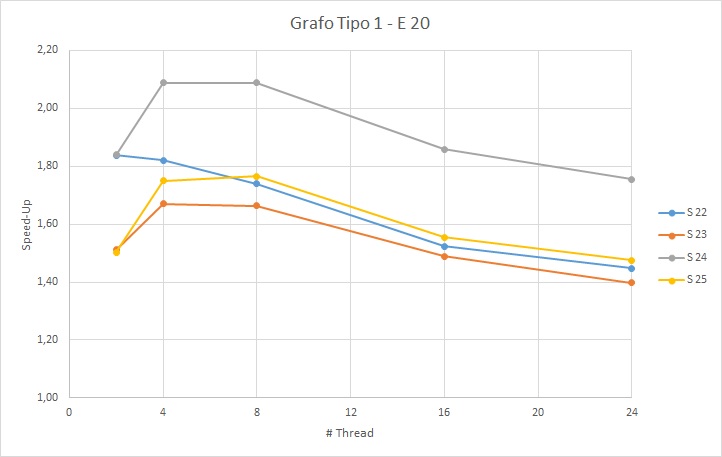 Grafo Tipo 1 - E 20
2,20
2,00
1,80
1,60
1,40
1,20
1,00
Speed-Up
0 4 8 12 16 20 24
# Thread
S 22
S 23
S 24
S 25